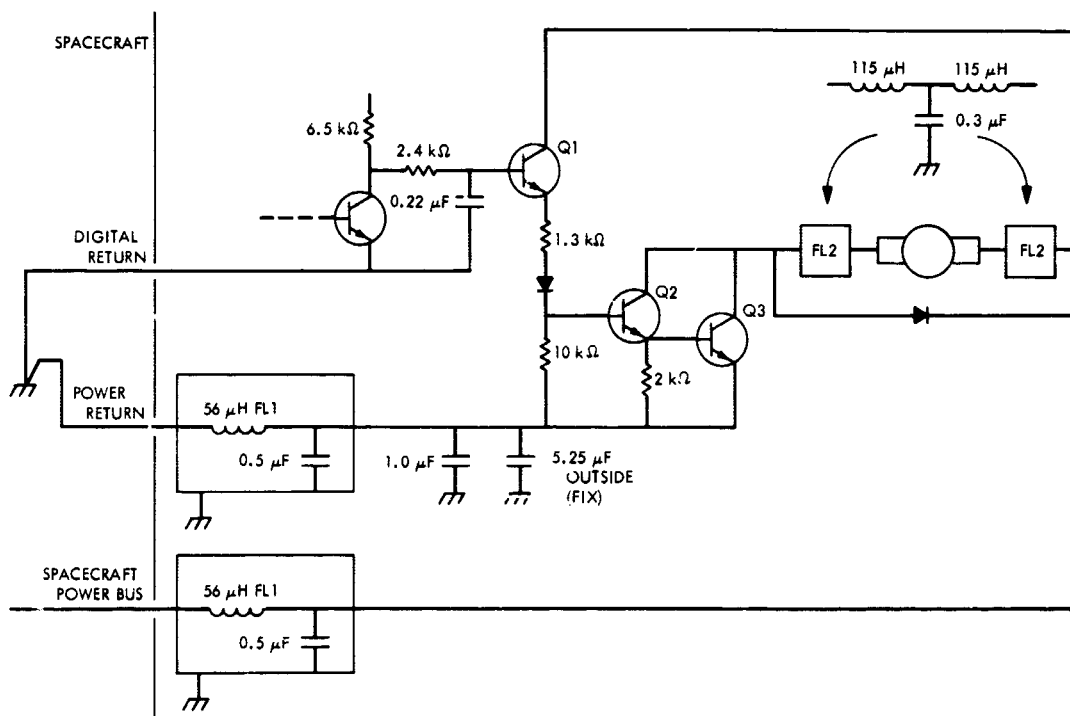 SPACECRAFT
115 µH
115 µH
0.3 µF
6.5 kΩ
2.4 kΩ
Q1
0.22 µF
DIGITAL
RETURN
1.3 kΩ
FL2
FL2
Q2
Q3
10 kΩ
2 kΩ
POWER
RETURN
56 µH FL1
0.5 µF
1.0 µF
5.25 µF
OUTSIDE
(FIX)
SPACECRAFT
POWER BUS
56 µH FL1
0.5 µF